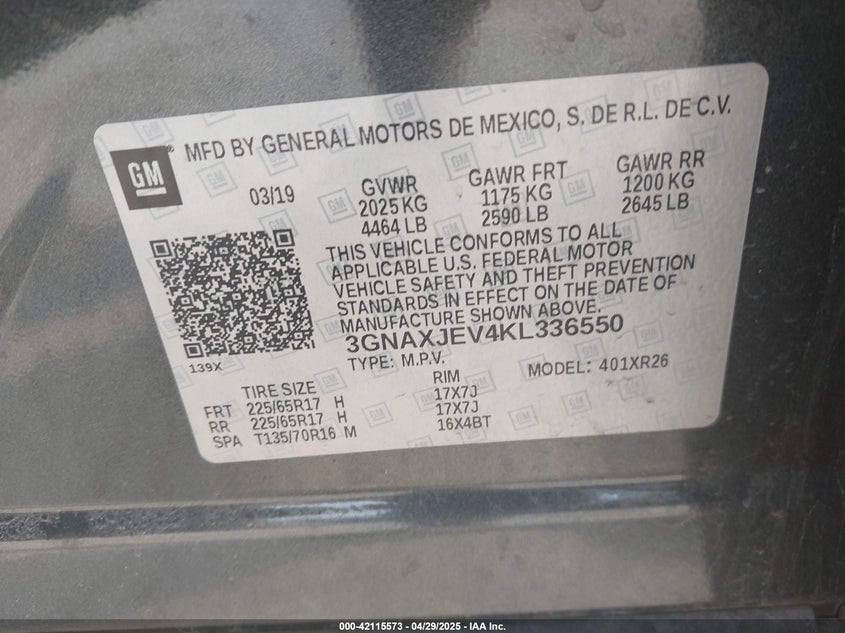 MFD BY GENERAL MOTORS DE MEXICO, S. DE R.L. DE C.V.
GM
03/19
GVWR
2025 KG
4464 LB
GAWR FRT
1175 KG
2590 LB
GAWR RR
1200 KG
2645 LB
THIS VEHICLE CONFORMS TO ALL
APPLICABLE U.S. FEDERAL MOTOR
VEHICLE SAFETY AND THEFT PREVENTION
STANDARDS IN EFFECT ON THE DATE OF
MANUFACTURE SHOWN ABOVE.
3GNAXJEV4KL336550
139X
TYPE: M.P.V.
MODEL: 401XR26
TIRE SIZE RIM
FRT 225/65R17 H 17X7J
RR 225/65R17 H 17X7J
SPA T135/70R16 M 16X4BT
000-42115573 - 04/29/2025 - IAA Inc.